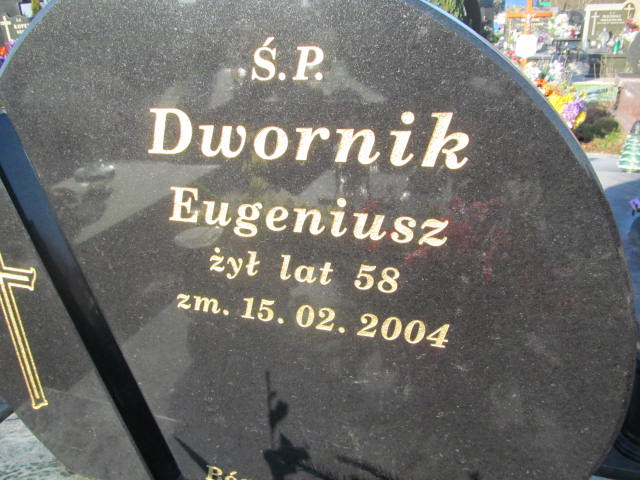 Ś.P.
Dwornik
Eugeniusz
żył lat 58
zm. 15. 02. 2004